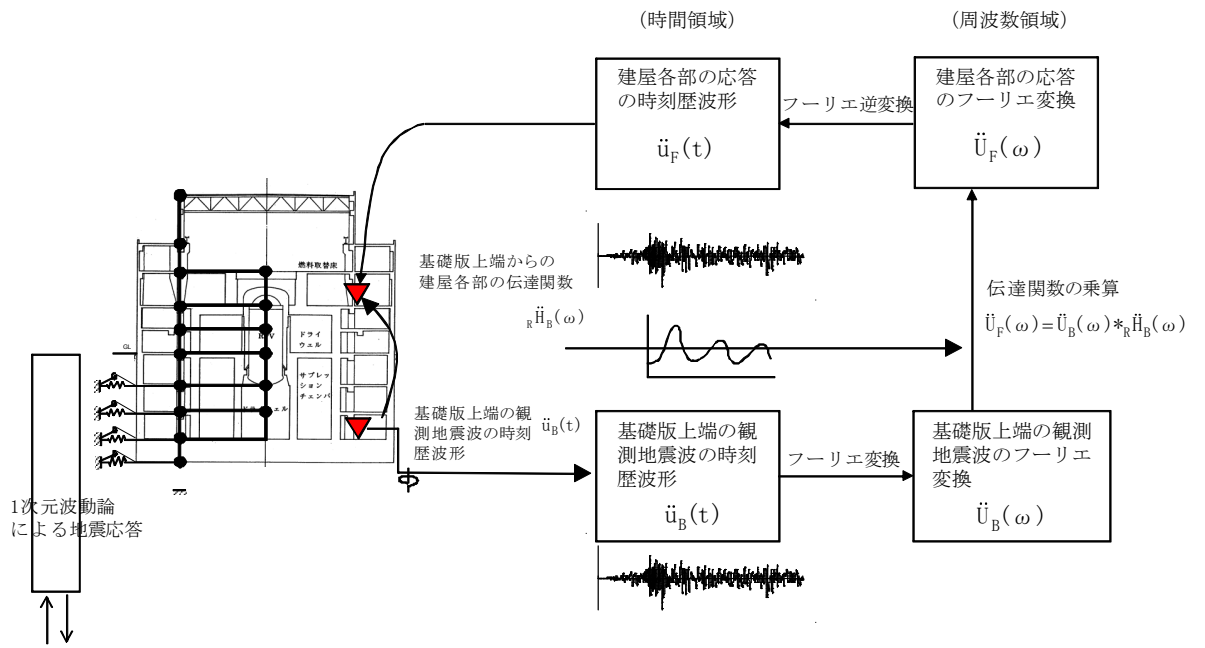 (時間領域)
(周波数領域)
建屋各部の応答
の時刻歴波形
ü_F(t)
フーリエ逆変換
建屋各部の応答
のフーリエ変換
Ü_F(ω)
燃料取替床
基礎版上端からの
建屋各部の伝達関数
_RḦ_B(ω)
伝達関数の乗算
Ü_F(ω)=Ü_B(ω)*_RḦ_B(ω)
GL
ドライ
ウェル
サプレッ
ション
チェンバ
基礎版上端の観
測地震波の時刻
歴波形
ü_B(t)
基礎版上端の観
測地震波の時刻
歴波形
ü_B(t)
フーリエ変換
基礎版上端の観測
地震波のフーリエ
変換
Ü_B(ω)
1次元波動論
による地震応答